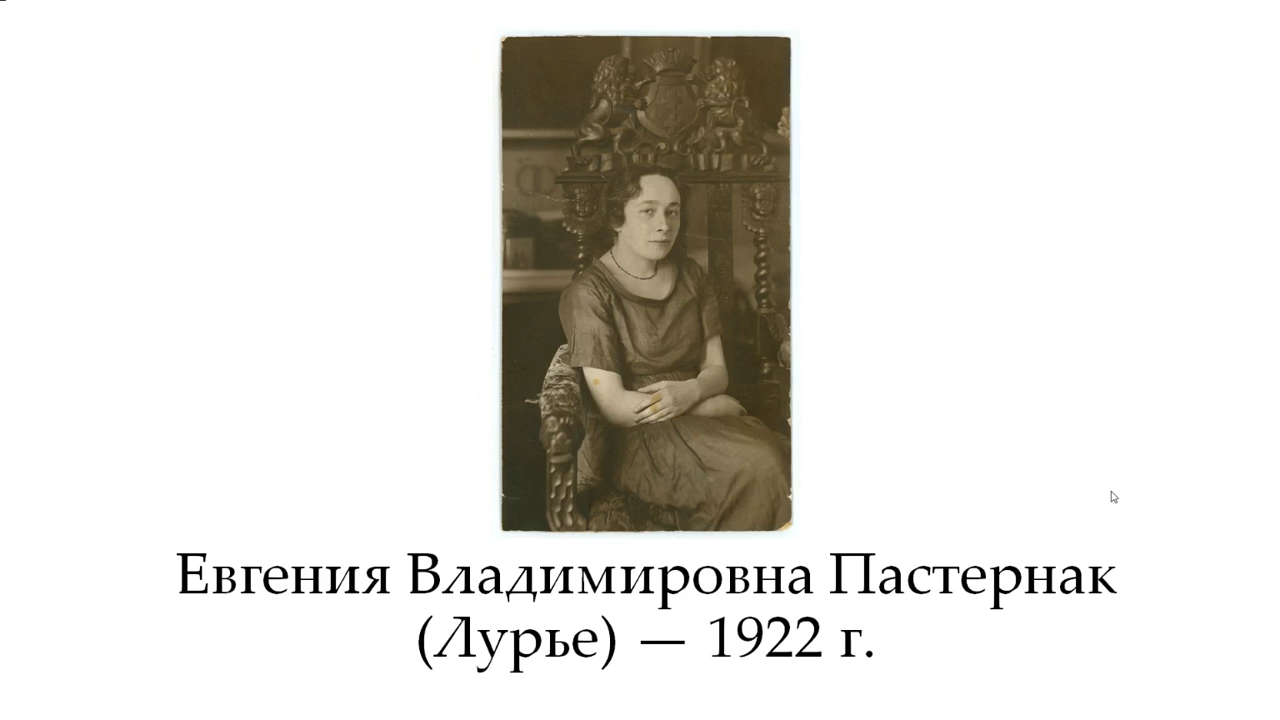 Евгения Владимировна Пастернак
(Лурье) — 1922 г.